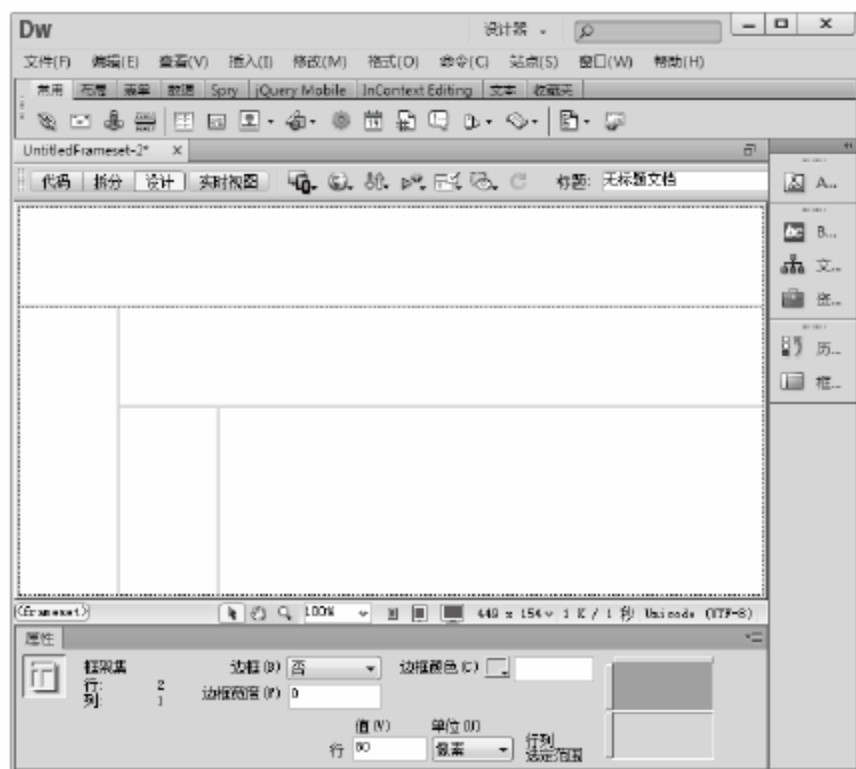 Dw 设计器
文件(F) 编辑(E) 查看(V) 插入(I) 修改(M) 格式(O) 命令(C) 站点(S) 窗口(W) 帮助(H)
常用 布局 表单 数据 Spry jQuery Mobile InContext Editing 文本 收藏夹
UntitledFrameset-2* x
代码 拆分 设计 实时视图 标题: 无标题文档
A...
B...
文...
资...
历...
框...
<frameset> 100% 449 x 154 1 K / 1 秒 Unicode (UTF-8)
属性
框架集 边框(B) 否 边框颜色(C)
行: 2 边框宽度(W) 0
列: 1
值(V) 单位(U)
行 80 像素 行列
选定范围